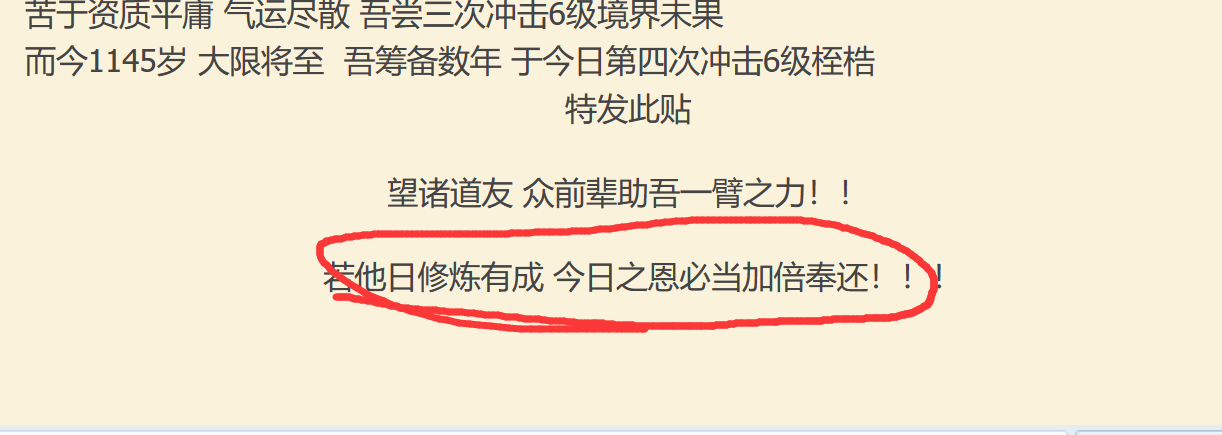 苦于资质平庸 气运尽散 吾尝三次冲击6级境界未果
而今1145岁 大限将至 吾筹备数年 于今日第四次冲击6级桎梏
特发此贴
望诸道友 众前辈助吾一臂之力！！
若他日修炼有成 今日之恩必当加倍奉还！！！